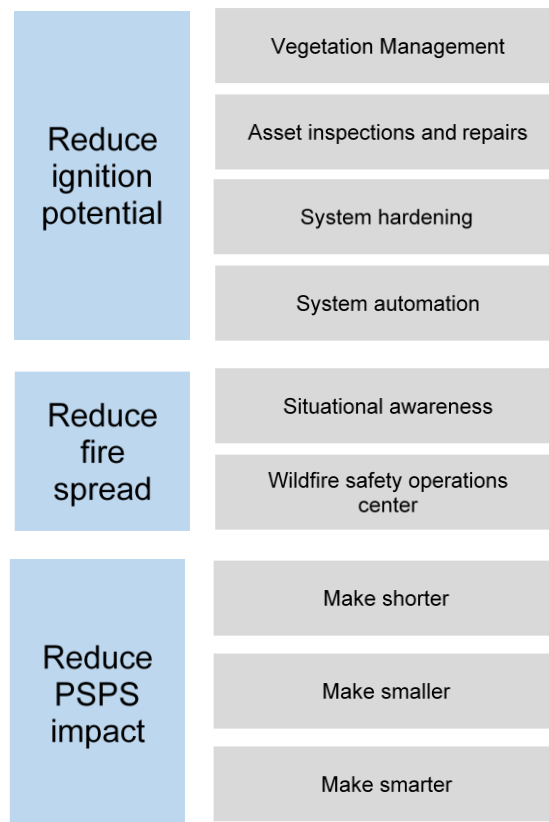 Reduce
ignition
potential
Vegetation Management
Asset inspections and repairs
System hardening
System automation
Reduce
fire
spread
Situational awareness
Wildfire safety operations
center
Reduce
PSPS
impact
Make shorter
Make smaller
Make smarter